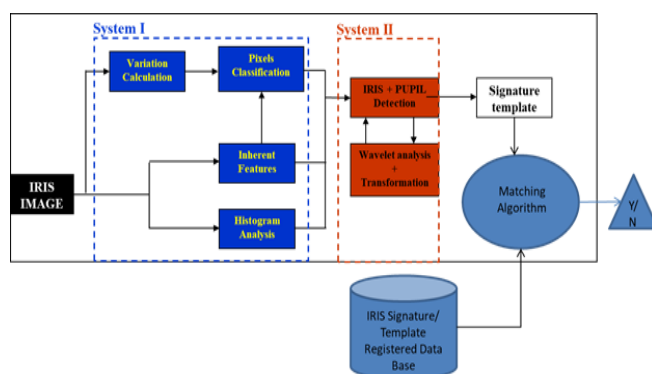 System I
System II
Variation
Calculation
Pixels
Classification
IRIS + PUPIL
Detection
Signature
template
Inherent
Features
Wavelet analysis
+
Transformation
IRIS
IMAGE
Histogram
Analysis
Matching
Algorithm
Y/
N
IRIS Signature/
Template
Registered Data
Base